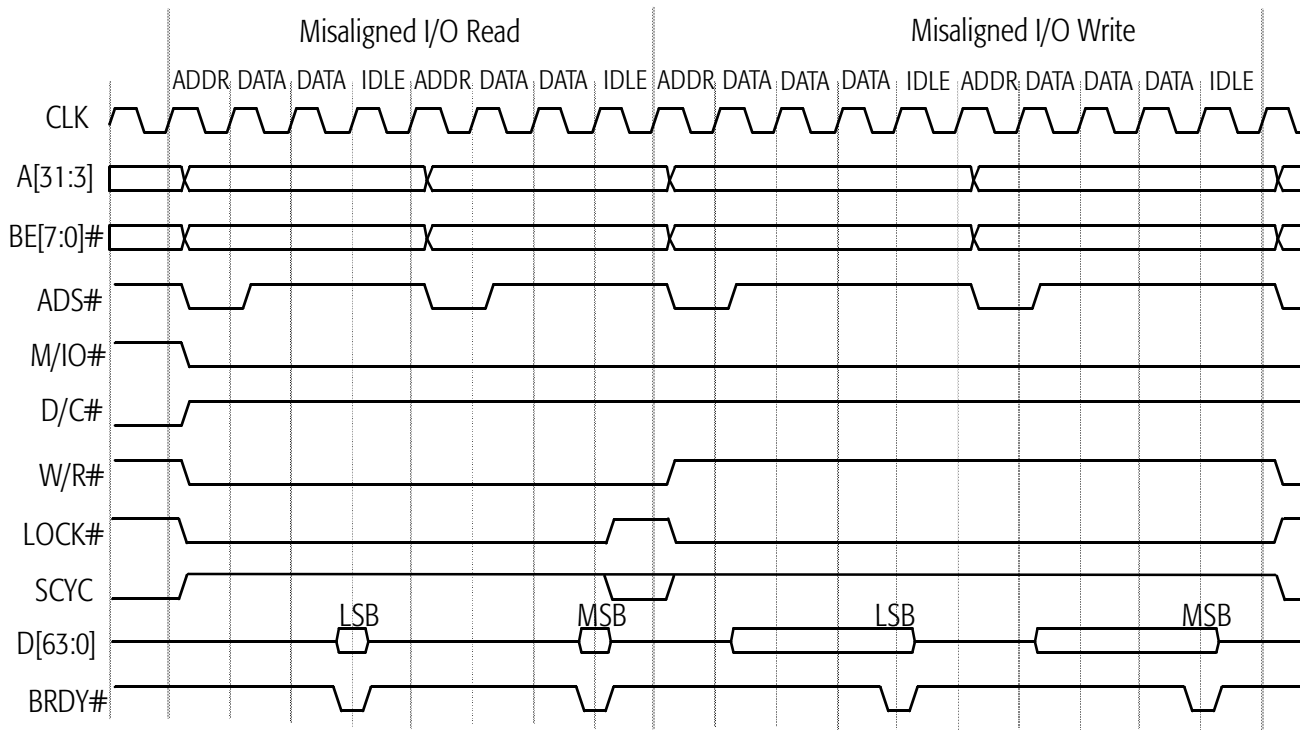 Misaligned I/O Read Misaligned I/O Write
ADDR DATA DATA IDLE ADDR DATA DATA IDLE ADDR DATA DATA DATA IDLE ADDR DATA DATA DATA IDLE
CLK
A[31:3]
BE[7:0]#
ADS#
M/IO#
D/C#
W/R#
LOCK#
SCYC
LSB MSB LSB MSB
D[63:0]
BRDY#